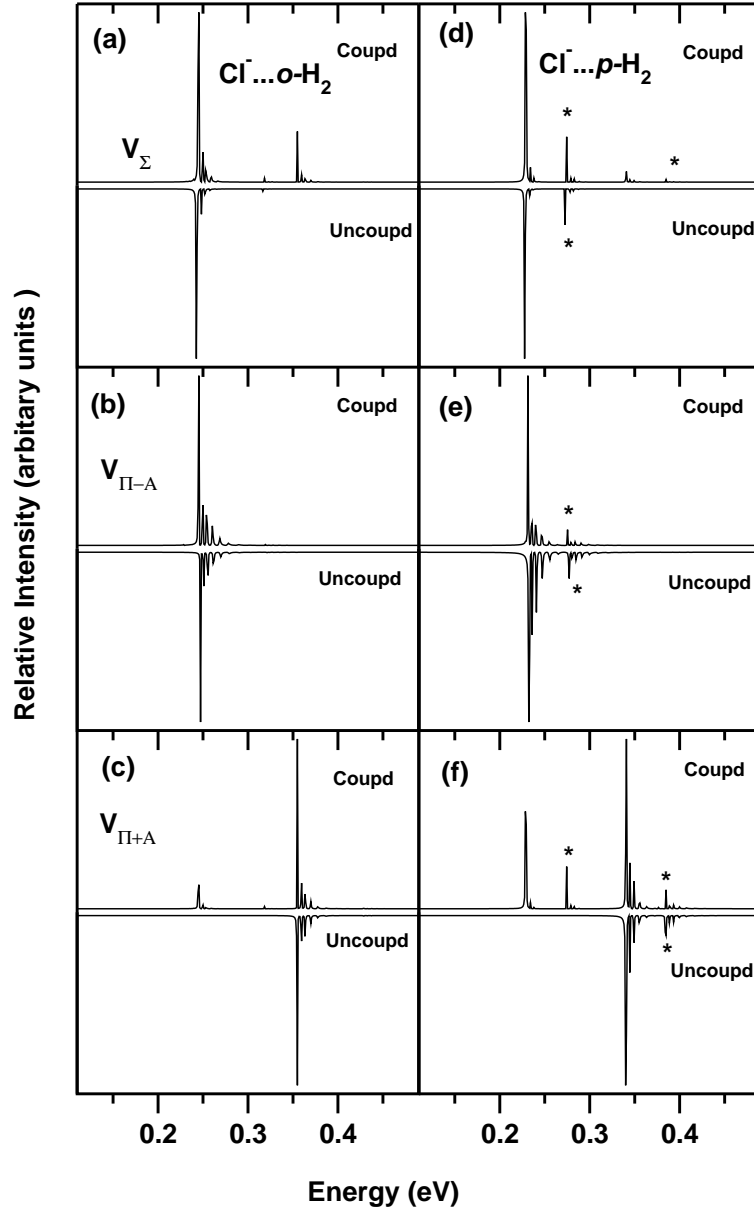 (a)
Coupd
Cl⁻...o-H₂
V_Σ
Uncoupd
(d)
Coupd
Cl⁻...p-H₂
*
*
Uncoupd
*
(b)
Coupd
V_Π−A
Uncoupd
(e)
Coupd
*
Uncoupd
*
(c)
Coupd
V_Π+A
Uncoupd
(f)
Coupd
*
*
*
Uncoupd
0.2 0.3 0.4 0.2 0.3 0.4
Energy (eV)
Relative Intensity (arbitary units )